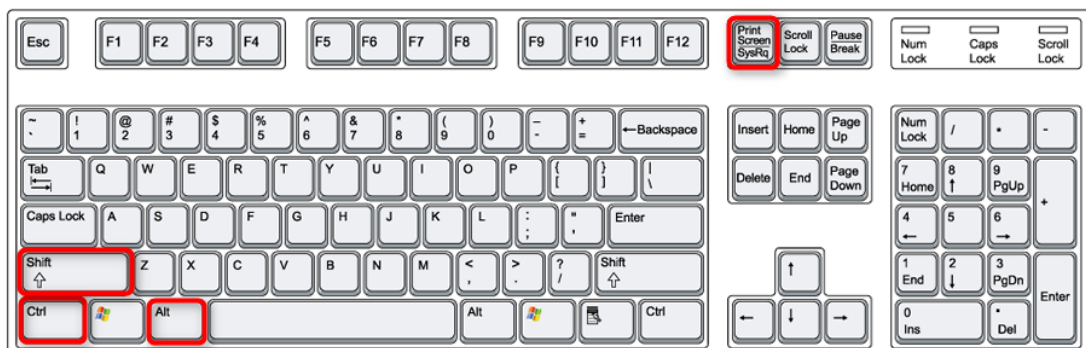 Esc F1 F2 F3 F4 F5 F6 F7 F8 F9 F10 F11 F12 Print Screen SysRq Scroll Lock Pause Break Num Lock Caps Lock Scroll Lock
~ ` ! 1 @ 2 # 3 $ 4 % 5 ^ 6 & 7 * 8 ( 9 ) 0 – - + = ←Backspace Insert Home Page Up Num Lock / * -
Tab Q W E R T Y U I O P { [ } ] | \ Delete End Page Down 7 Home 8 ↑ 9 PgUp +
Caps Lock A S D F G H J K L : ; " ' Enter 4 ← 5 6 →
Shift Z X C V B N M < , > . ? / Shift ↑ 1 End 2 ↓ 3 PgDn Enter
Ctrl Alt Alt Ctrl ← ↓ → 0 Ins . Del